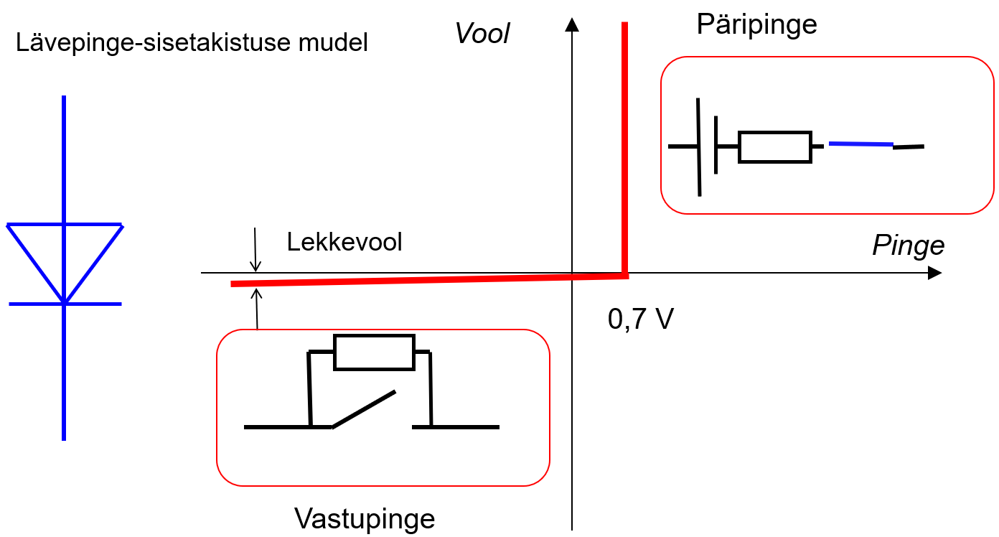 Lävepinge-sisetakistuse mudel
Vool
Päripinge
Lekkevool
Pinge
0,7 V
Vastupinge